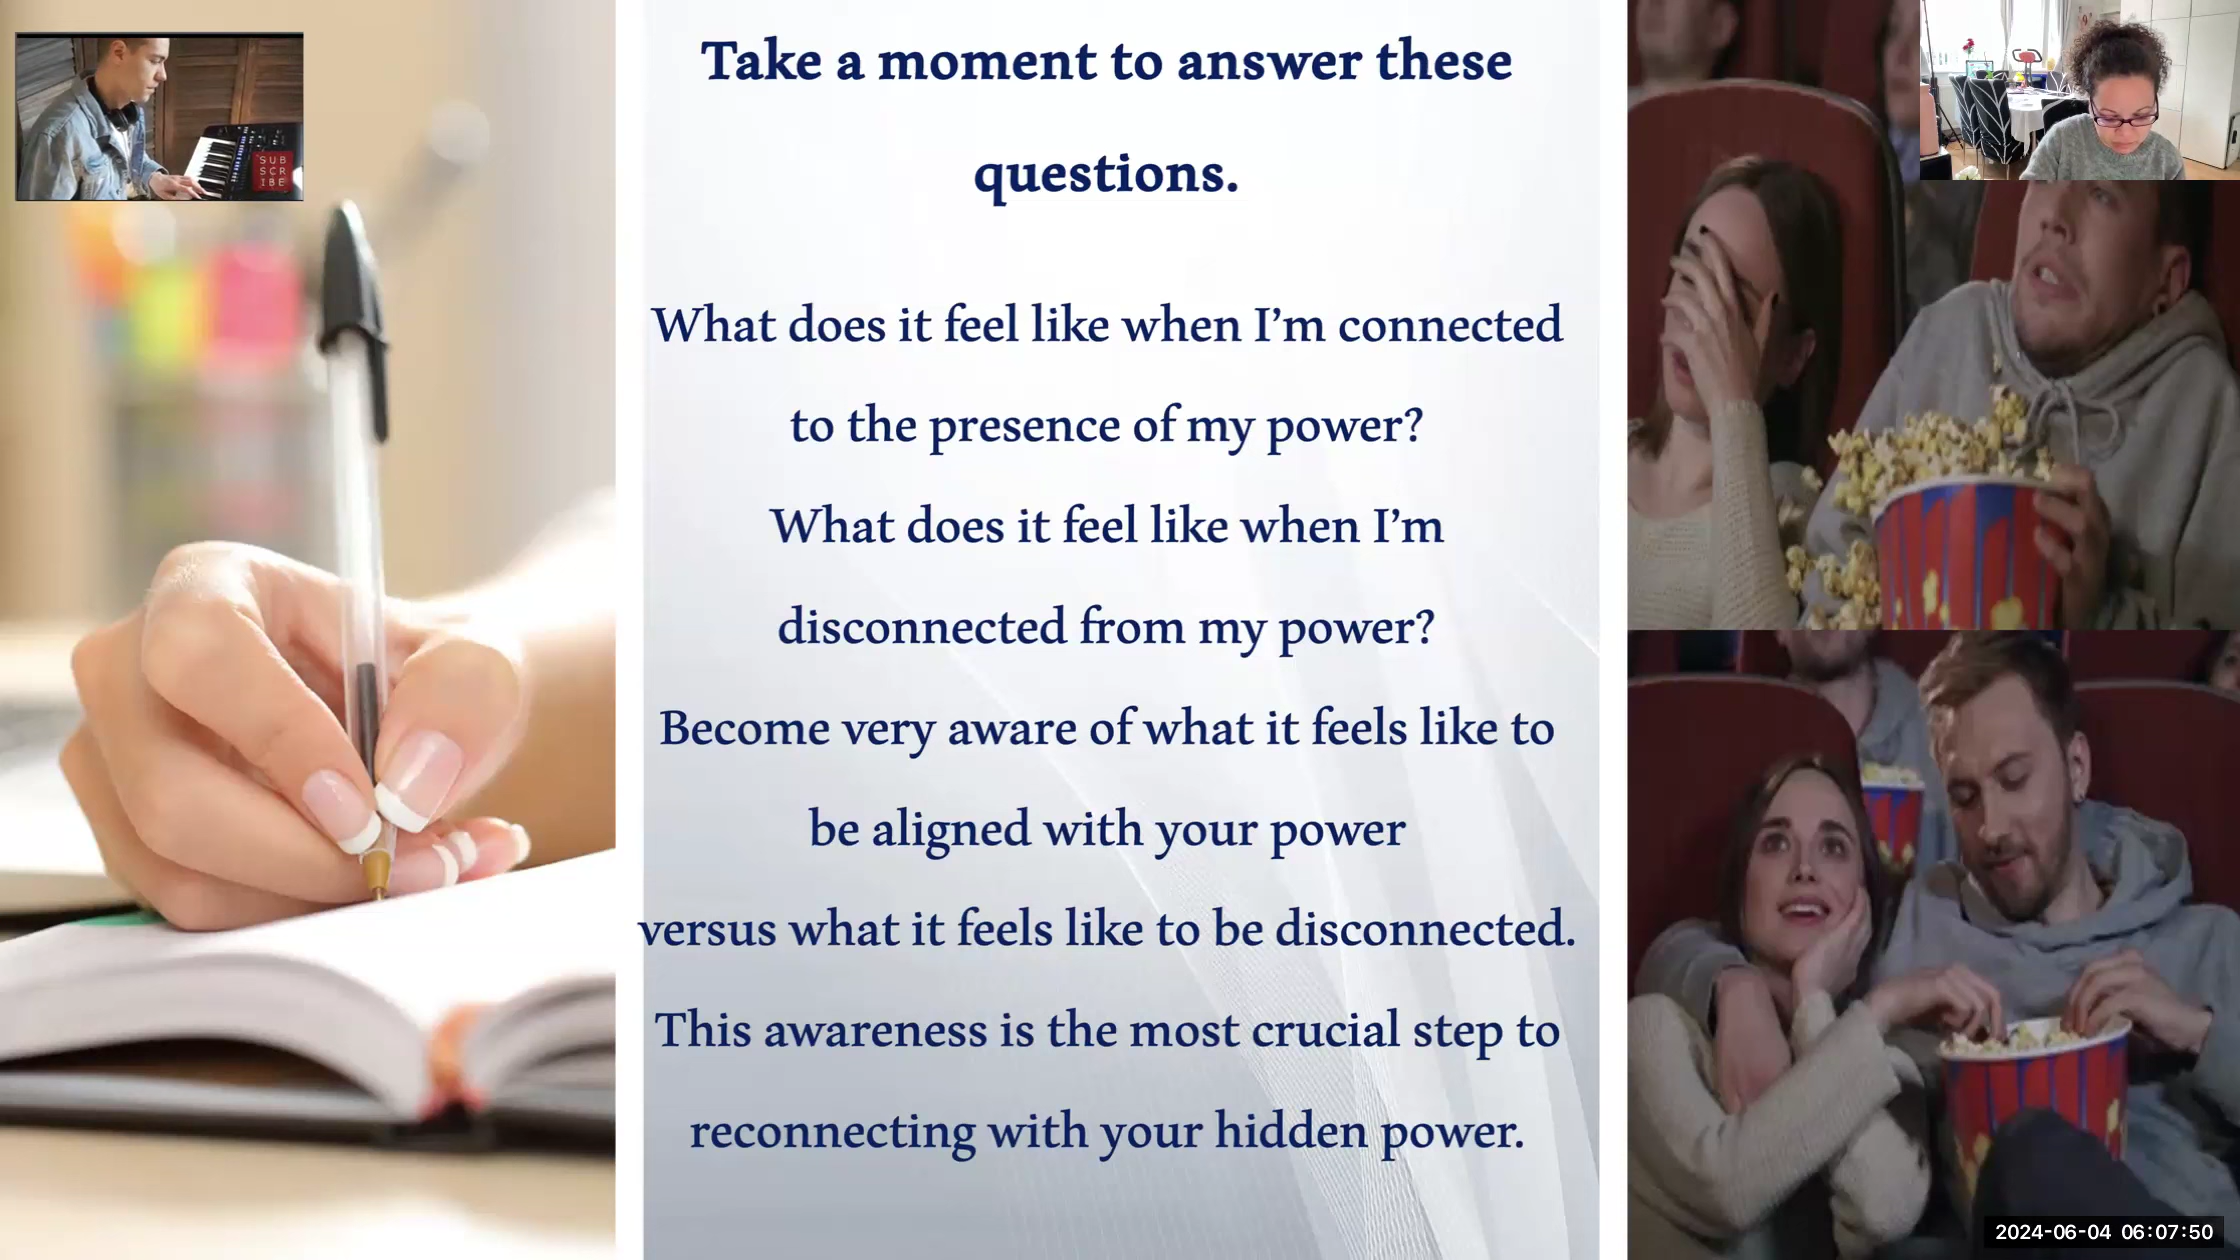 Take a moment to answer these
questions.
What does it feel like when I’m connected
to the presence of my power?
What does it feel like when I’m
disconnected from my power?
Become very aware of what it feels like to
be aligned with your power
versus what it feels like to be disconnected.
This awareness is the most crucial step to
reconnecting with your hidden power.
SUB
SCR
IBE
2024-06-04 06:07:50